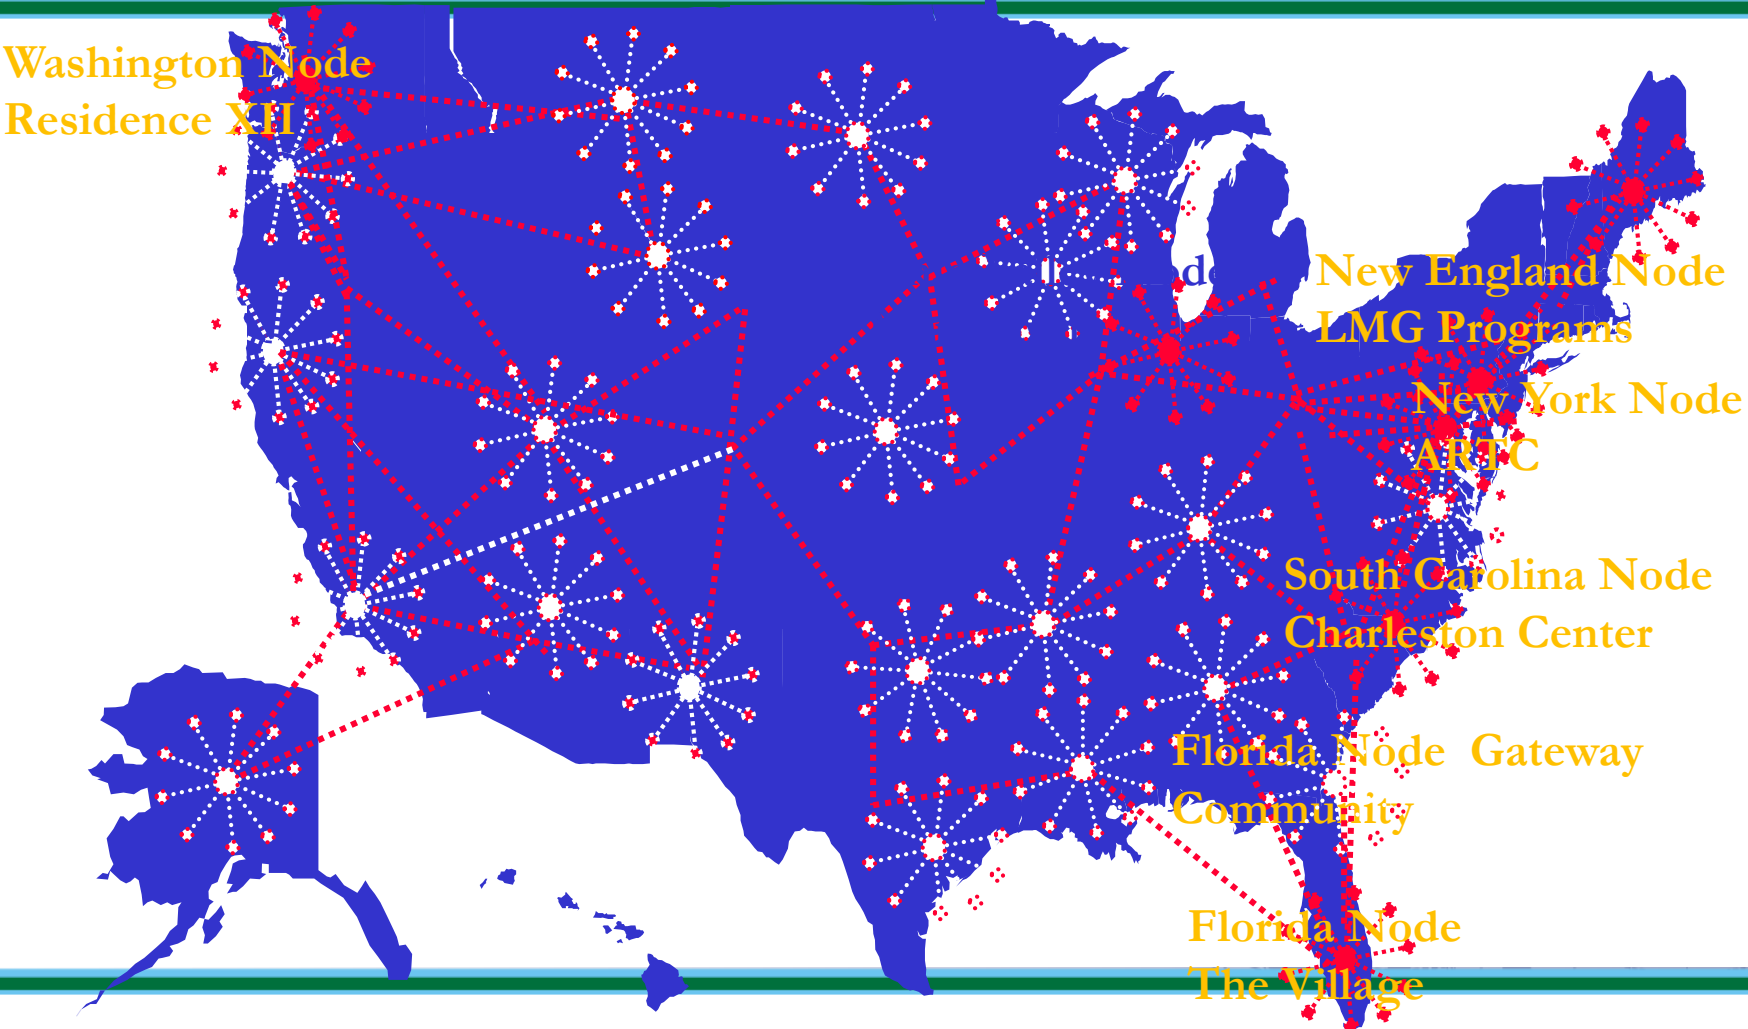 Washington Node
Residence XII
New England Node
LMG Programs
New York Node
ARTC
South Carolina Node
Charleston Center
Florida Node Gateway
Community
Florida Node
The Village